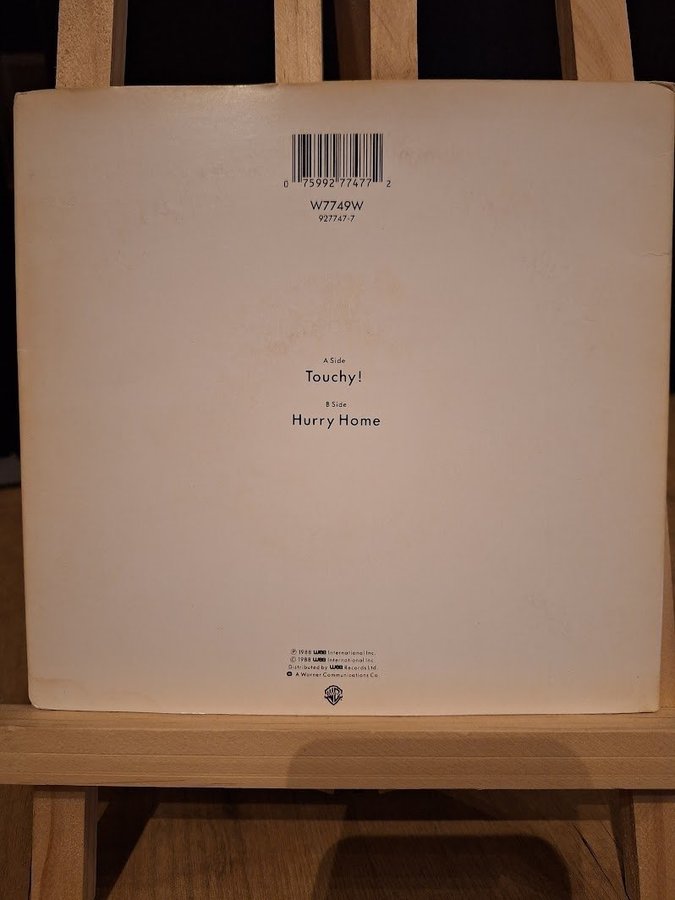 0 75992 77477 2
W7749W
927747-7
A Side
Touchy!
B Side
Hurry Home
Ⓟ 1988 wea International Inc.
© 1988 wea International Inc.
Distributed by wea Records Ltd.
A Warner Communications Co